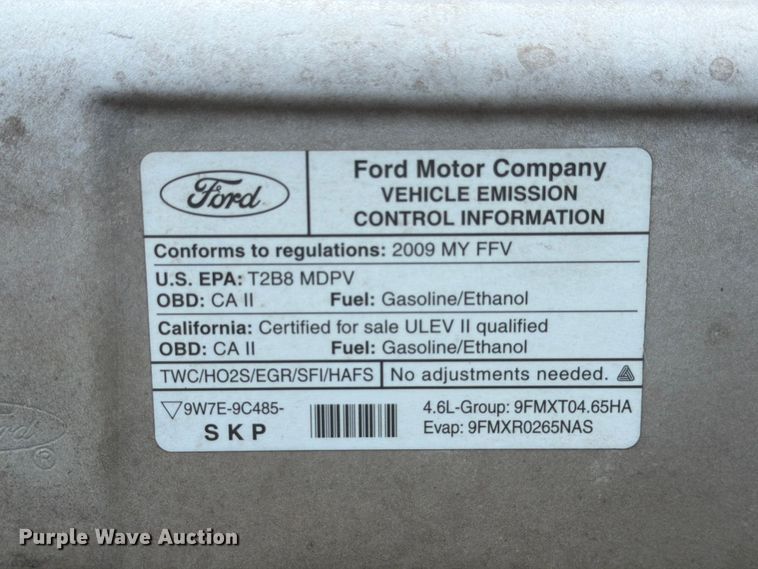 Ford
Ford Motor Company
VEHICLE EMISSION
CONTROL INFORMATION
Conforms to regulations: 2009 MY FFV
U.S. EPA: T2B8 MDPV
OBD: CA II Fuel: Gasoline/Ethanol
California: Certified for sale ULEV II qualified
OBD: CA II Fuel: Gasoline/Ethanol
TWC/HO2S/EGR/SFI/HAFS No adjustments needed.
▽9W7E-9C485-
SKP
4.6L-Group: 9FMXT04.65HA
Evap: 9FMXR0265NAS
Ford ®
Purple Wave Auction